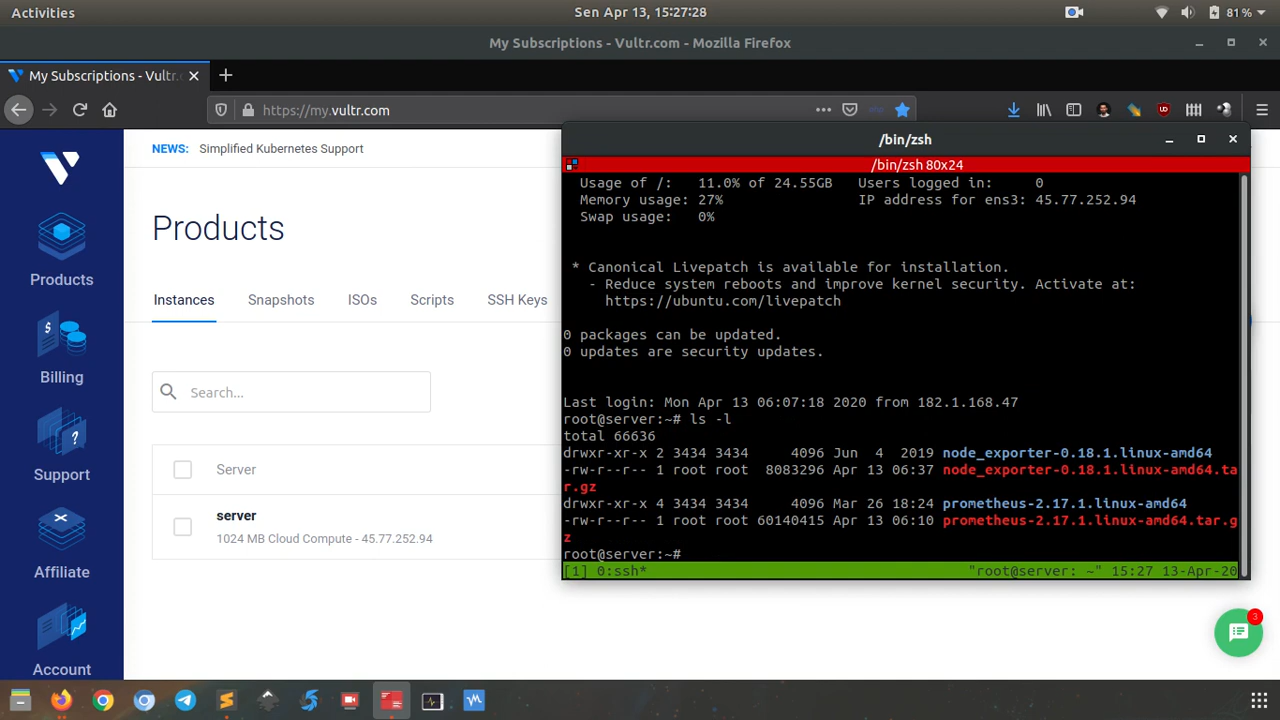 Activities
Sen Apr 13, 15:27:28
81%
My Subscriptions - Vultr.com - Mozilla Firefox
My Subscriptions - Vultr.c
https://my.vultr.com
NEWS: Simplified Kubernetes Support
Products
Instances Snapshots ISOs Scripts SSH Keys
Search...
Server
server
1024 MB Cloud Compute - 45.77.252.94
Products
Billing
Support
Affiliate
Account
/bin/zsh
/bin/zsh 80x24
Usage of /: 11.0% of 24.55GB Users logged in: 0
Memory usage: 27% IP address for ens3: 45.77.252.94
Swap usage: 0%
* Canonical Livepatch is available for installation.
- Reduce system reboots and improve kernel security. Activate at:
https://ubuntu.com/livepatch
0 packages can be updated.
0 updates are security updates.
Last login: Mon Apr 13 06:07:18 2020 from 182.1.168.47
root@server:~# ls -l
total 66636
drwxr-xr-x 2 3434 3434 4096 Jun 4 2019 node_exporter-0.18.1.linux-amd64
-rw-r--r-- 1 root root 8083296 Apr 13 06:37 node_exporter-0.18.1.linux-amd64.ta
r.gz
drwxr-xr-x 4 3434 3434 4096 Mar 26 18:24 prometheus-2.17.1.linux-amd64
-rw-r--r-- 1 root root 60140415 Apr 13 06:10 prometheus-2.17.1.linux-amd64.tar.g
z
root@server:~#
[1] 0:ssh* "root@server: ~" 15:27 13-Apr-20
3